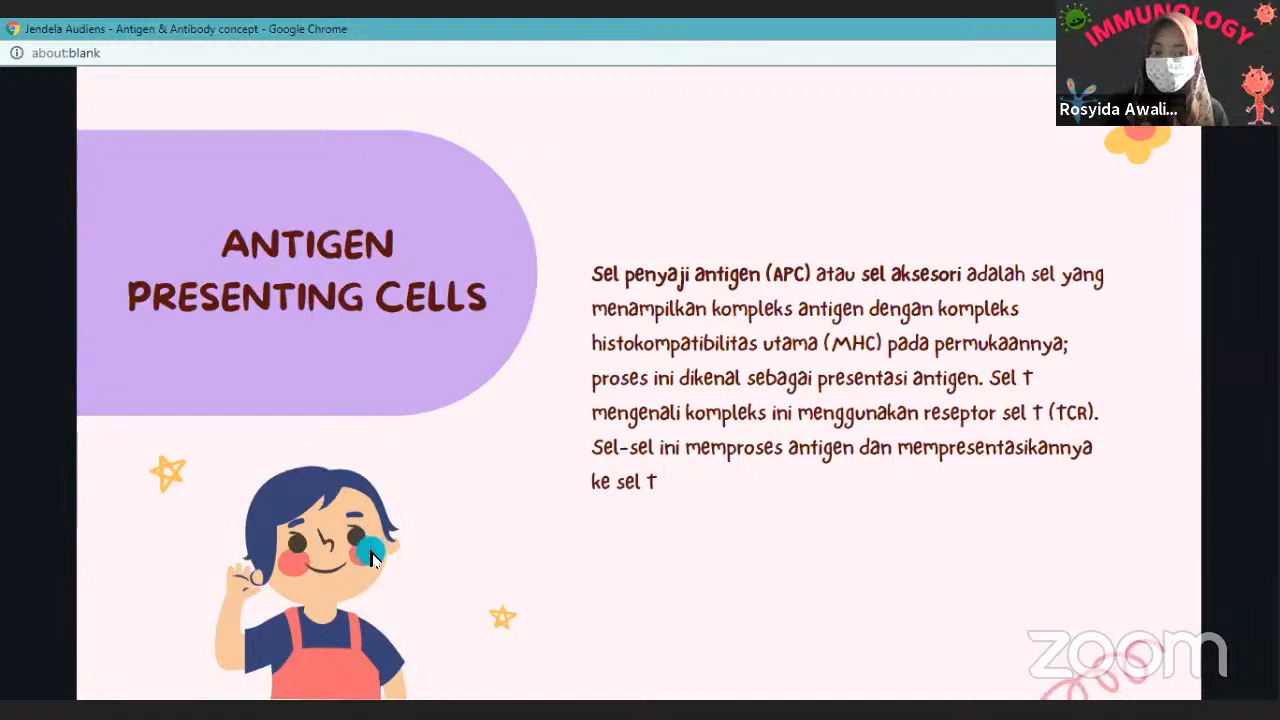 Jendela Audiens - Antigen & Antibody concept - Google Chrome
about:blank
IMMUNOLOGY
Rosyida Awali...
ANTIGEN
PRESENTING CELLS
Sel penyaji antigen (APC) atau sel aksesori adalah sel yang
menampilkan kompleks antigen dengan kompleks
histokompatibilitas utama (MHC) pada permukaannya;
proses ini dikenal sebagai presentasi antigen. Sel T
mengenali kompleks ini menggunakan reseptor sel T (TCR).
Sel-sel ini memproses antigen dan mempresentasikannya
ke sel T
zoom